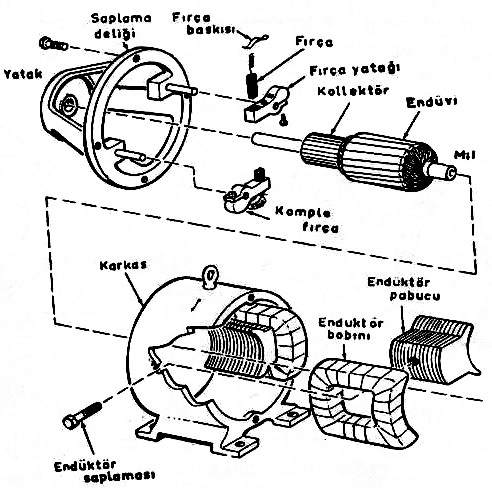 Saplama
deliği
Fırça
baskısı
Fırça
Fırça yatağı
Kollektör
Endüvi
Yatak
Mil
Komple
fırça
Karkas
Endüktör
pabucu
Enduktör
bobini
Endüktör
saplaması